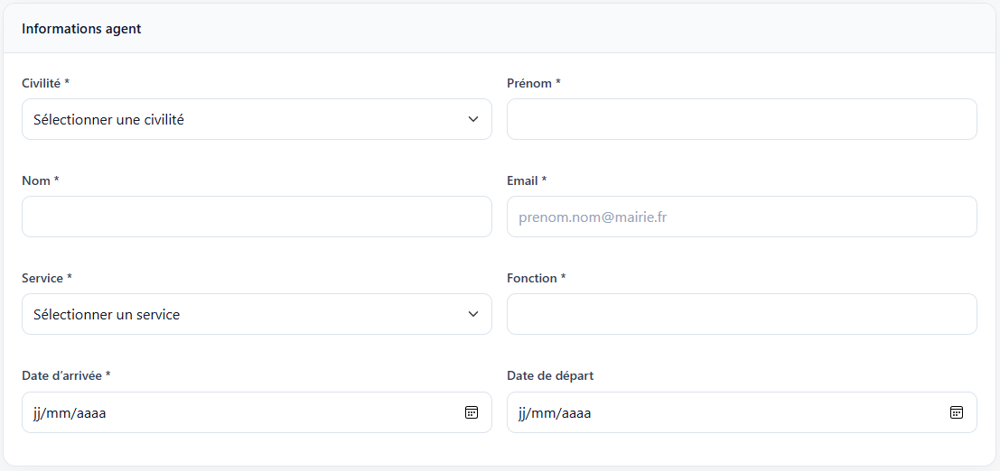 Informations agent
Civilité * Prénom *
Sélectionner une civilité
Nom * Email *
prenom.nom@mairie.fr
Service * Fonction *
Sélectionner un service
Date d’arrivée * Date de départ
jj/mm/aaaa jj/mm/aaaa